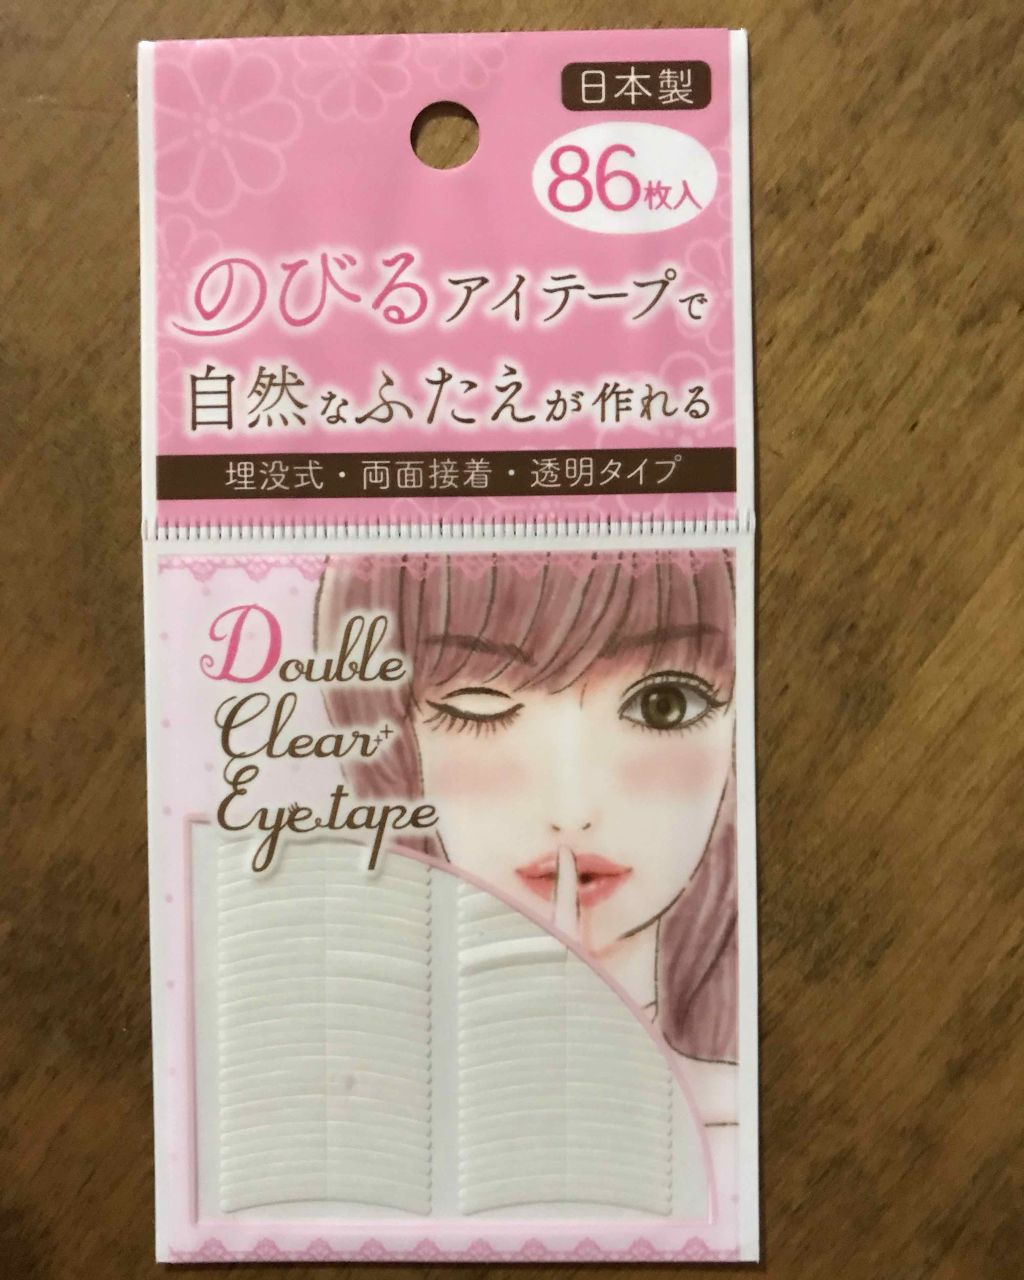 日本製
86枚入
のびるアイテープで
自然なふたえが作れる
埋没式・両面接着・透明タイプ
Double
Clear
Eyetape